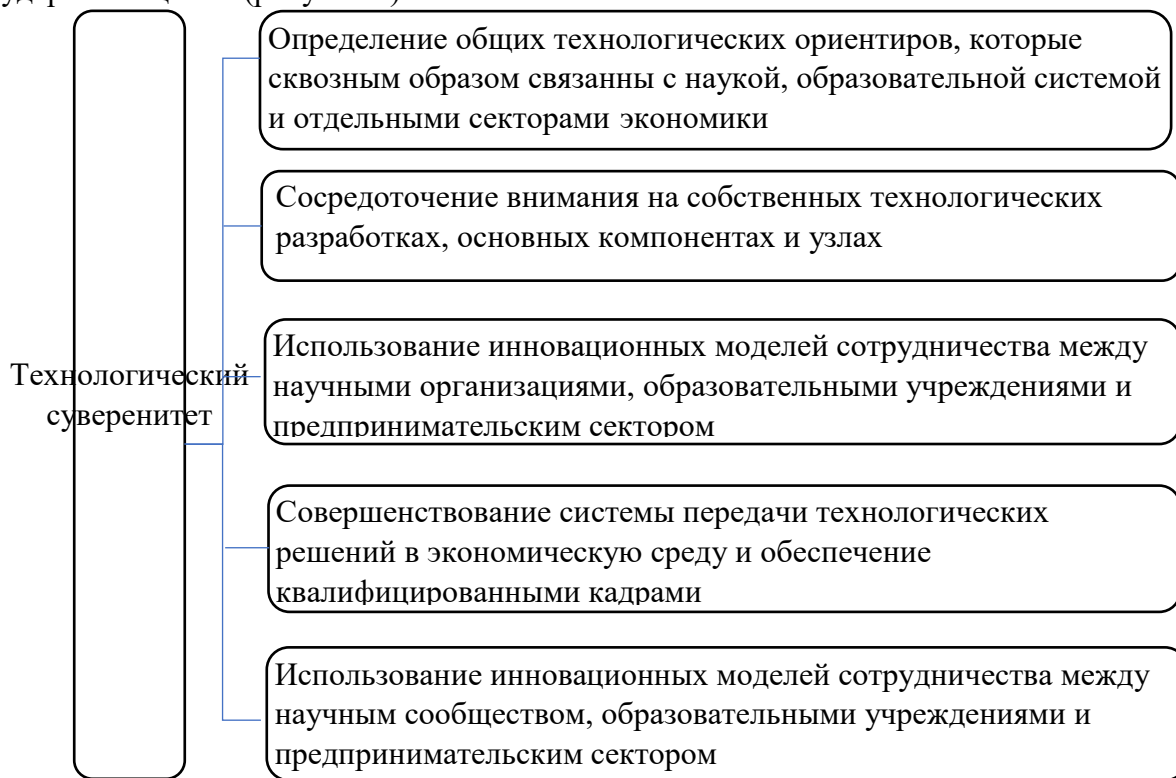 Определение общих технологических ориентиров, которые
сквозным образом связанны с наукой, образовательной системой
и отдельными секторами экономики
Сосредоточение внимания на собственных технологических
разработках, основных компонентах и узлах
Технологический
суверенитет
Использование инновационных моделей сотрудничества между
научными организациями, образовательными учреждениями и
предпринимательским сектором
Совершенствование системы передачи технологических
решений в экономическую среду и обеспечение
квалифицированными кадрами
Использование инновационных моделей сотрудничества между
научным сообществом, образовательными учреждениями и
предпринимательским сектором